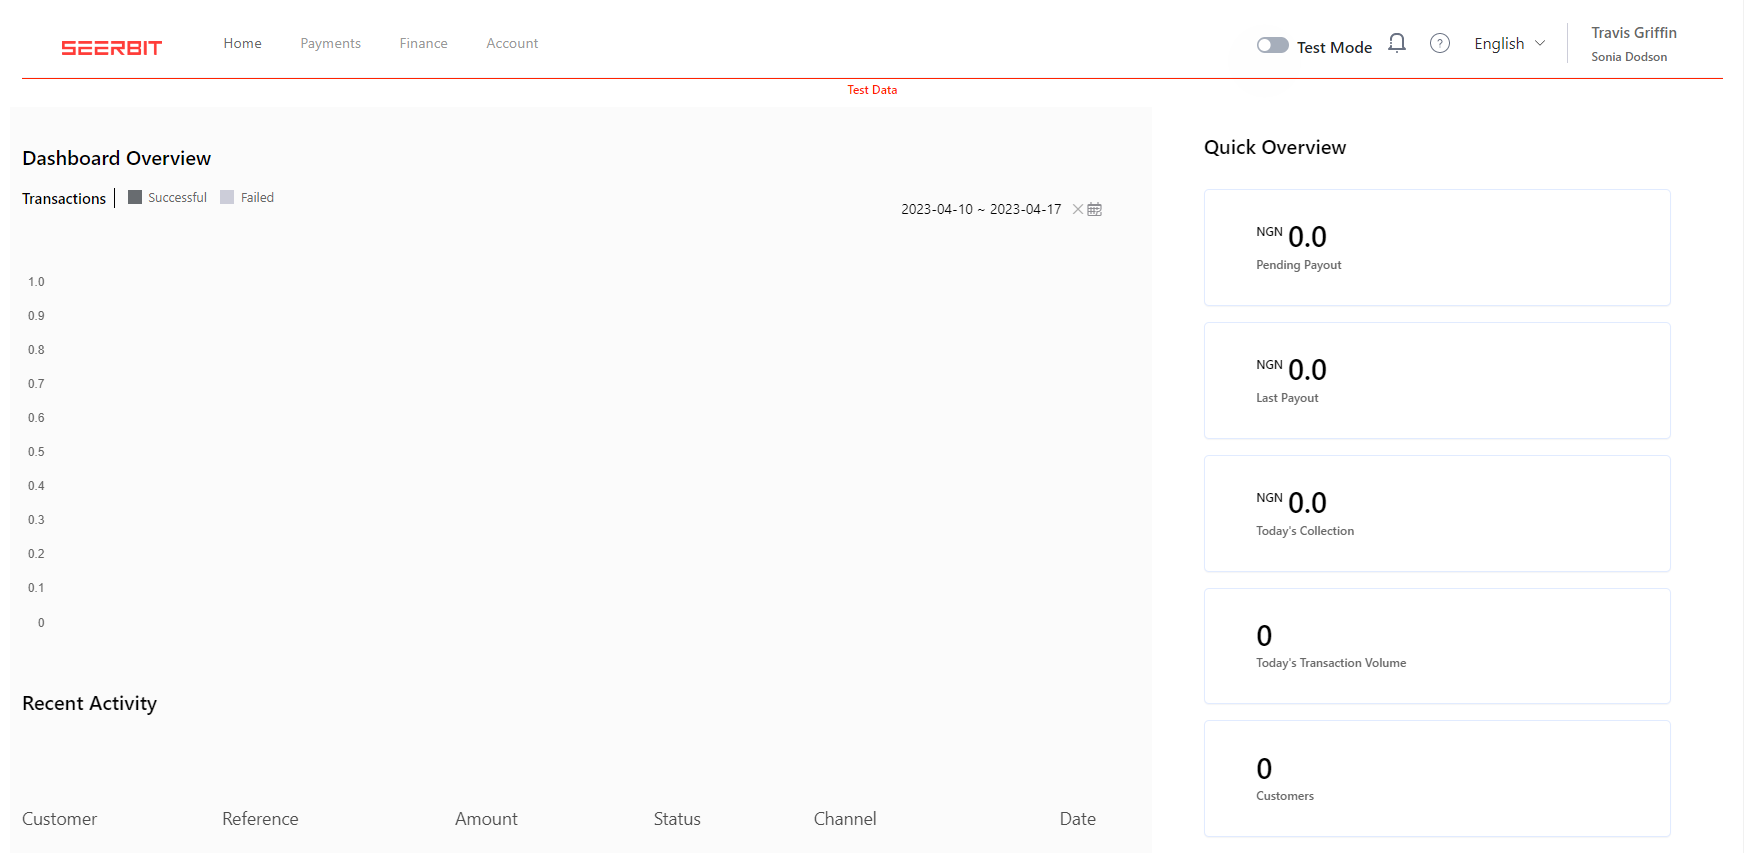 SEERBIT
Home
Payments
Finance
Account
Test Mode
?
English
Travis Griffin
Sonia Dodson
Test Data
Dashboard Overview
Transactions
Successful
Failed
2023-04-10 ~ 2023-04-17
1.0
0.9
0.8
0.7
0.6
0.5
0.4
0.3
0.2
0.1
0
Recent Activity
Customer
Reference
Amount
Status
Channel
Date
Quick Overview
NGN 0.0
Pending Payout
NGN 0.0
Last Payout
NGN 0.0
Today's Collection
0
Today's Transaction Volume
0
Customers